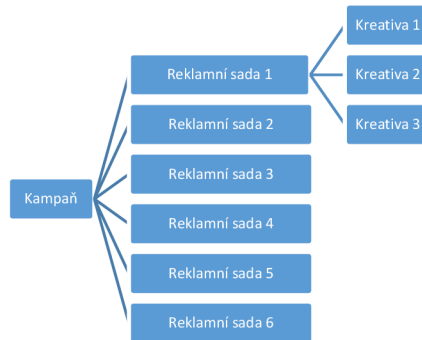 Kreativa 1
Reklamní sada 1
Kreativa 2
Reklamní sada 2
Kreativa 3
Reklamní sada 3
Kampaň
Reklamní sada 4
Reklamní sada 5
Reklamní sada 6